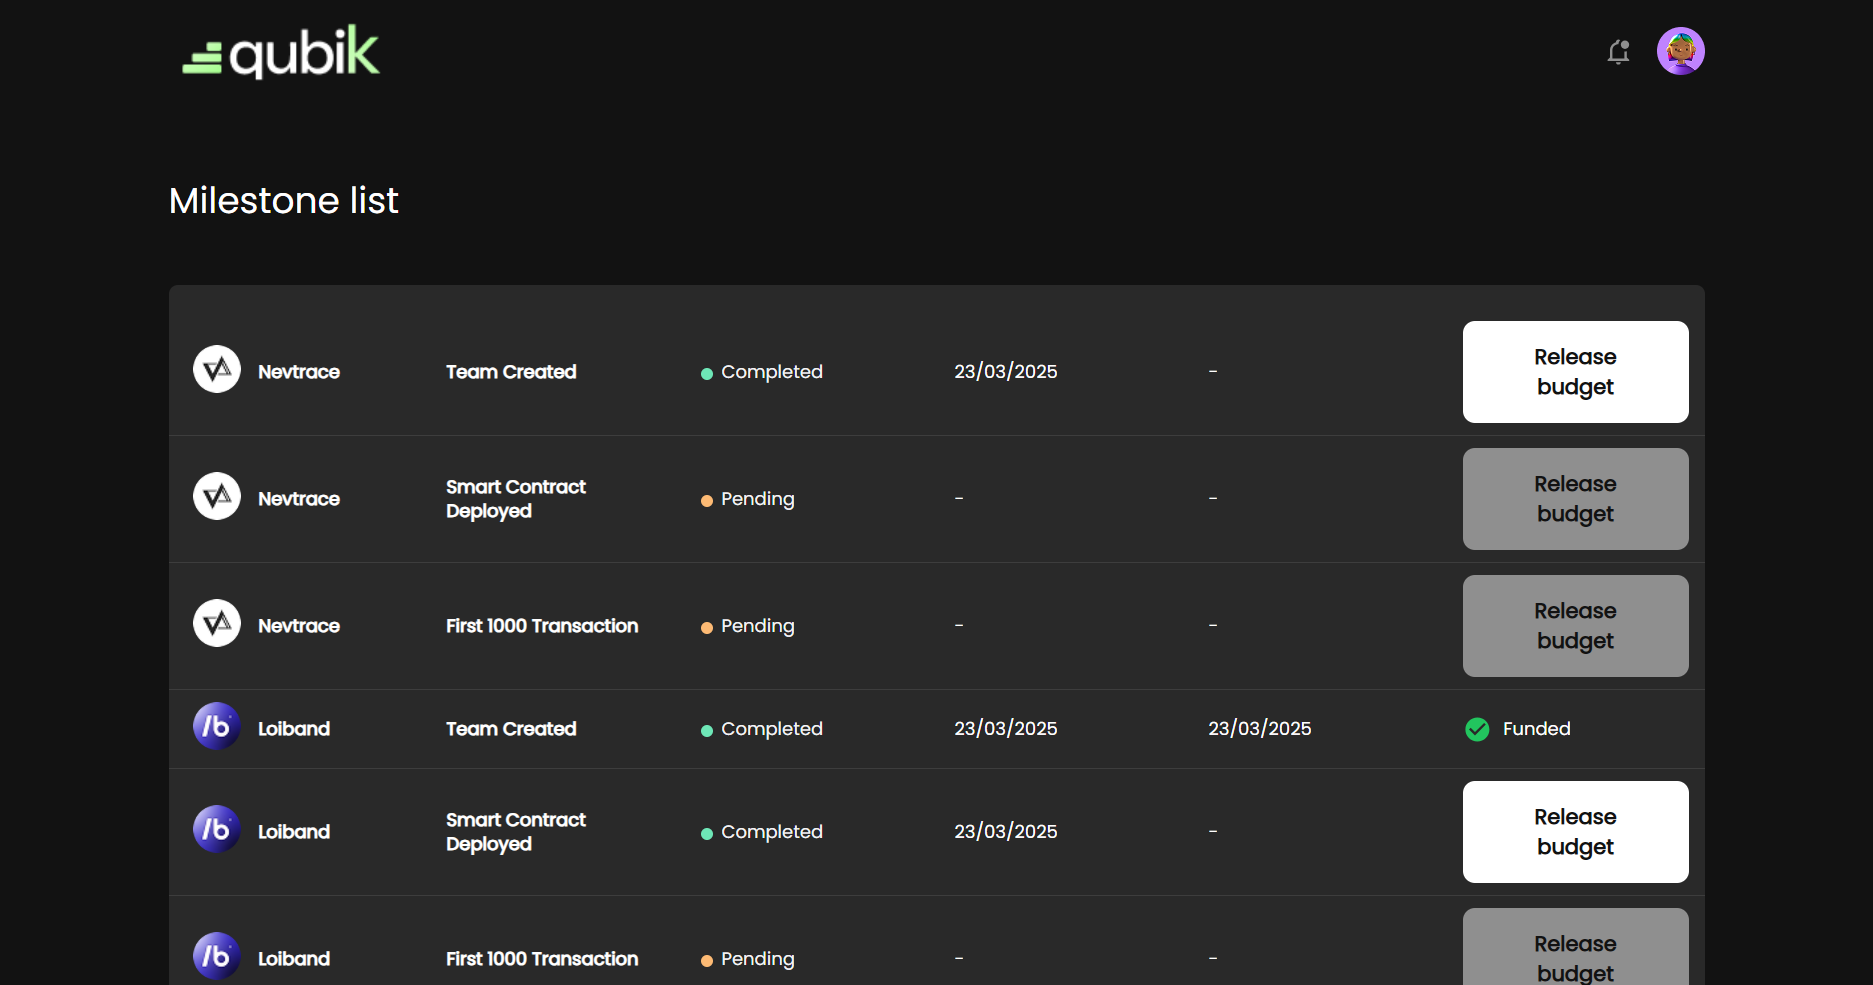 qubik
Milestone list
Nevtrace Team Created Completed 23/03/2025 - Release
budget
Nevtrace Smart Contract
Deployed Pending - - Release
budget
Nevtrace First 1000 Transaction Pending - - Release
budget
/b Loiband Team Created Completed 23/03/2025 23/03/2025 Funded
/b Loiband Smart Contract
Deployed Completed 23/03/2025 - Release
budget
/b Loiband First 1000 Transaction Pending - - Release
budget